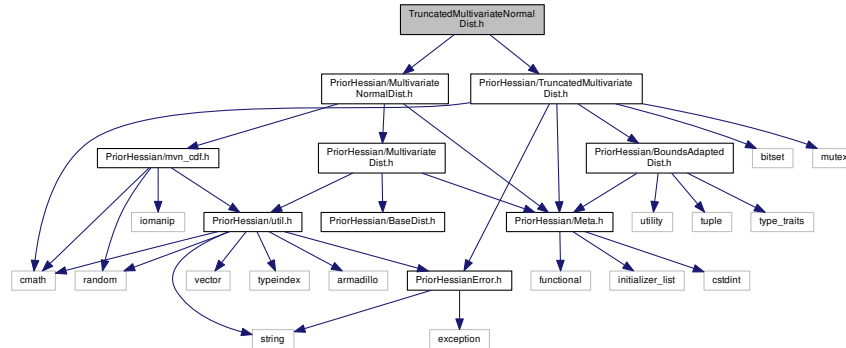 TruncatedMultivariateNormal
Dist.h
PriorHessian/Multivariate
NormalDist.h
PriorHessian/TruncatedMultivariate
Dist.h
PriorHessian/mvn_cdf.h
PriorHessian/Multivariate
Dist.h
PriorHessian/BoundsAdapted
Dist.h
bitset
mutex
iomanip
PriorHessian/util.h
PriorHessian/BaseDist.h
PriorHessian/Meta.h
utility
tuple
type_traits
cmath
random
vector
typeindex
armadillo
PriorHessianError.h
functional
initializer_list
cstdint
string
exception